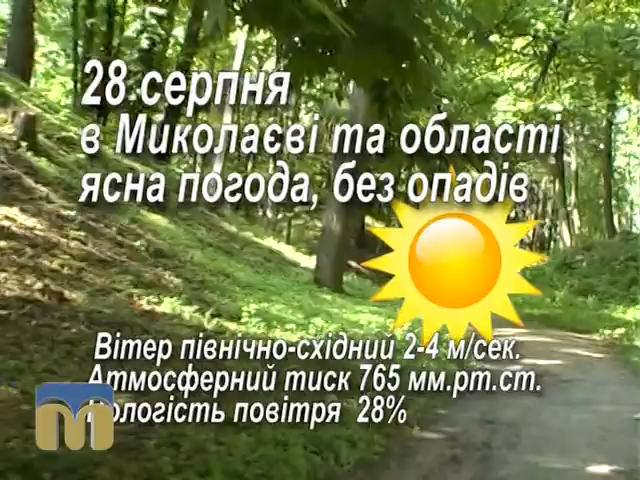 28 серпня
в Миколаєві та області
ясна погода, без опадів
Вітер північно-східний 2-4 м/сек.
Атмосферний тиск 765 мм.рт.ст.
повітря 28%